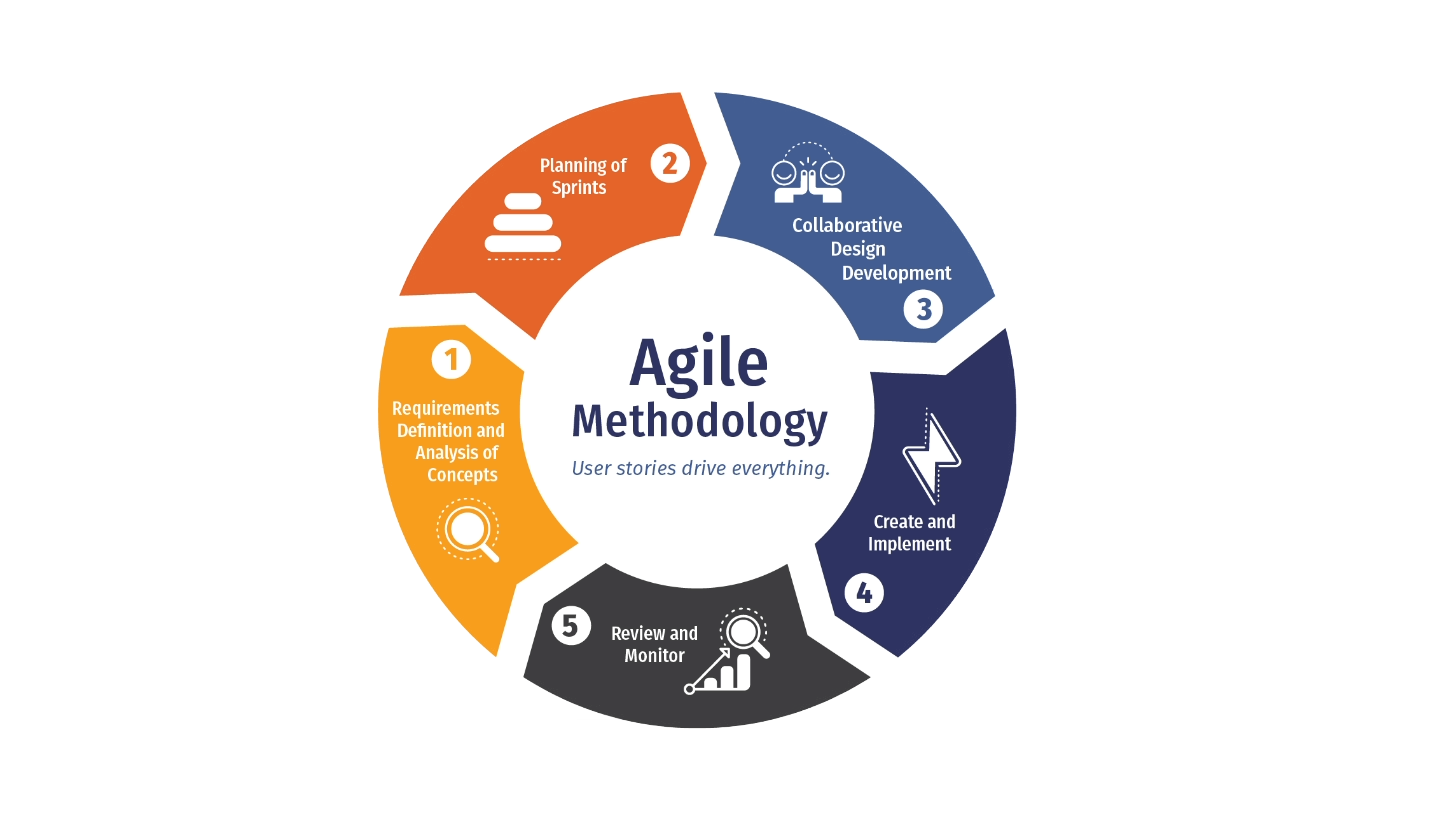 Agile
Methodology
User stories drive everything.
1
Requirements
Definition and
Analysis of
Concepts
2
Planning of
Sprints
3
Collaborative
Design
Development
4
Create and
Implement
5
Review and
Monitor